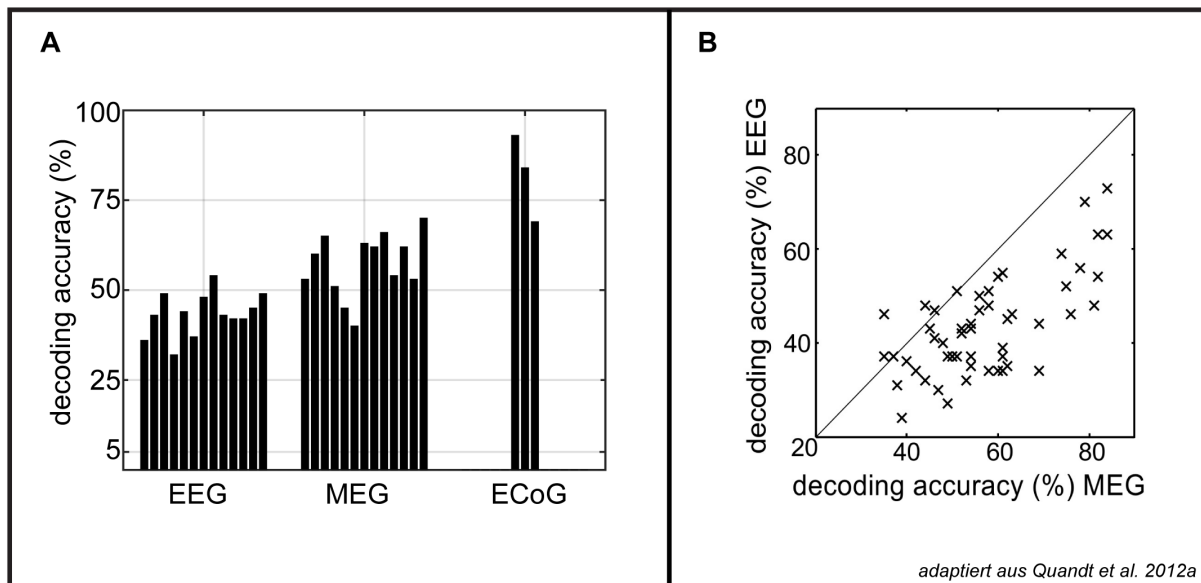 A
decoding accuracy (%)
100
75
50
25
5
EEG
MEG
ECoG
B
decoding accuracy (%) EEG
80
60
40
20
40
60
80
decoding accuracy (%) MEG
adaptiert aus Quandt et al. 2012a